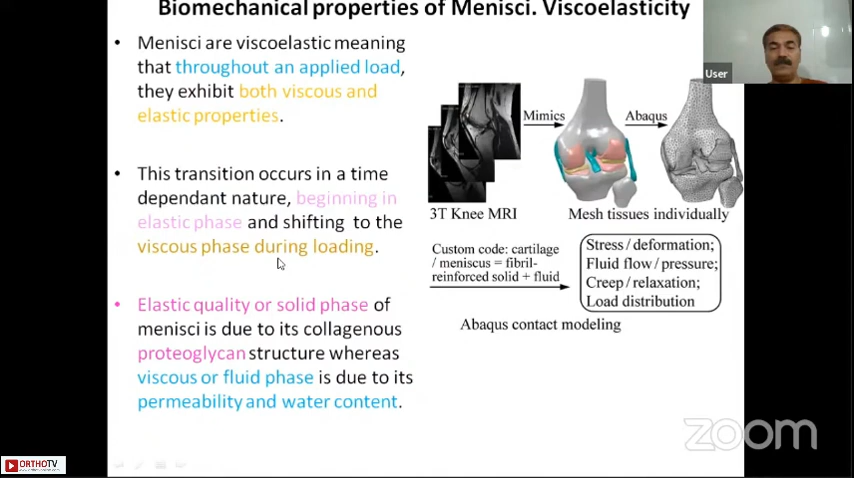 Biomechanical properties of Menisci. Viscoelasticity
• Menisci are viscoelastic meaning
that throughout an applied load,
they exhibit both viscous and
elastic properties.
• This transition occurs in a time
dependant nature, beginning in
elastic phase and shifting to the
viscous phase during loading.
• Elastic quality or solid phase of
menisci is due to its collagenous
proteoglycan structure whereas
viscous or fluid phase is due to its
permeability and water content.
Mimics
Abaqus
3T Knee MRI
Mesh tissues individually
Custom code: cartilage
/ meniscus = fibril-
reinforced solid + fluid
Stress / deformation;
Fluid flow / pressure;
Creep / relaxation;
Load distribution
Abaqus contact modeling
User
zoom
ORTHOTV